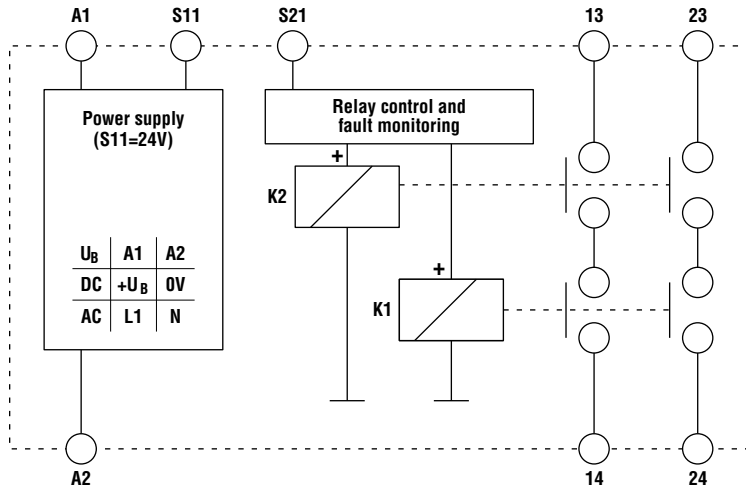 A1 S11 S21 13 23
Power supply
(S11=24V)
Relay control and
fault monitoring
+
K2
UB A1 A2
DC +UB 0V
AC L1 N
+
K1
A2 14 24